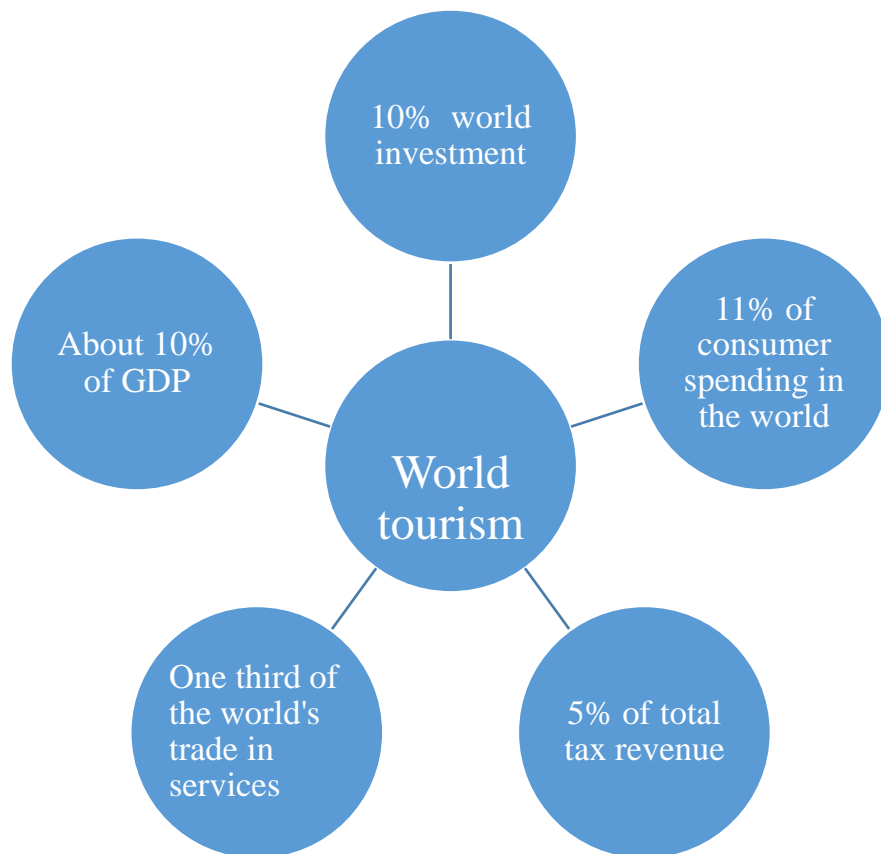 10% world
investment
11% of
consumer
spending in
the world
5% of total
tax revenue
One third of
the world's
trade in
services
About 10%
of GDP
World
tourism